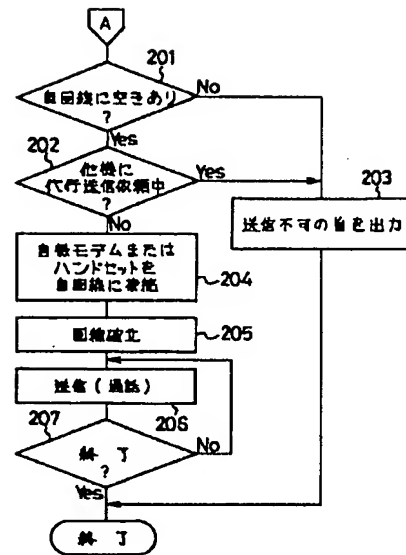 A
201
自回線に空きあり
?
No
Yes
202
他機に
代行送信依頼中
?
Yes
No
203
送信不可の旨を出力
自機モデムまたは
ハンドセットを
自回線に接続
204
回線確立
205
送信(通話)
206
207
終了
?
No
Yes
終了